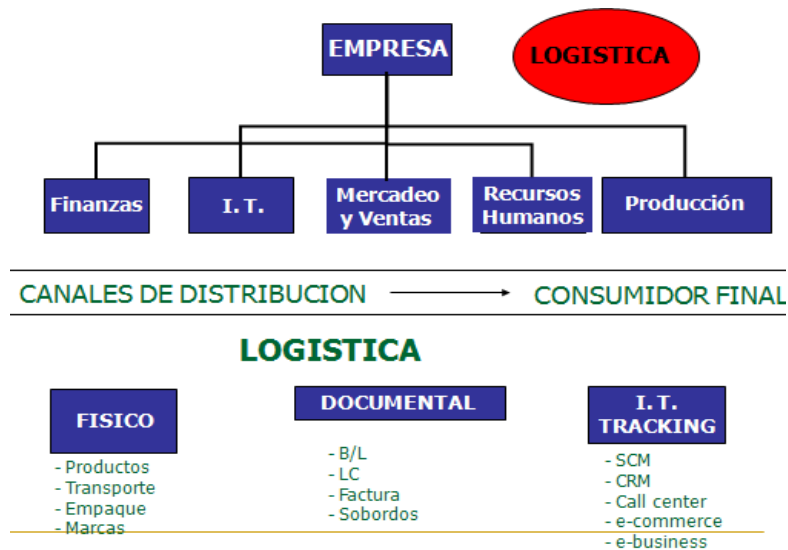 EMPRESA
LOGISTICA
Finanzas
I. T.
Mercadeo
y Ventas
Recursos
Humanos
Producción
CANALES DE DISTRIBUCION
CONSUMIDOR FINAL
LOGISTICA
FISICO
- Productos
- Transporte
- Empaque
- Marcas
DOCUMENTAL
- B/L
- LC
- Factura
- Sobordos
I. T.
TRACKING
- SCM
- CRM
- Call center
- e-commerce
- e-business